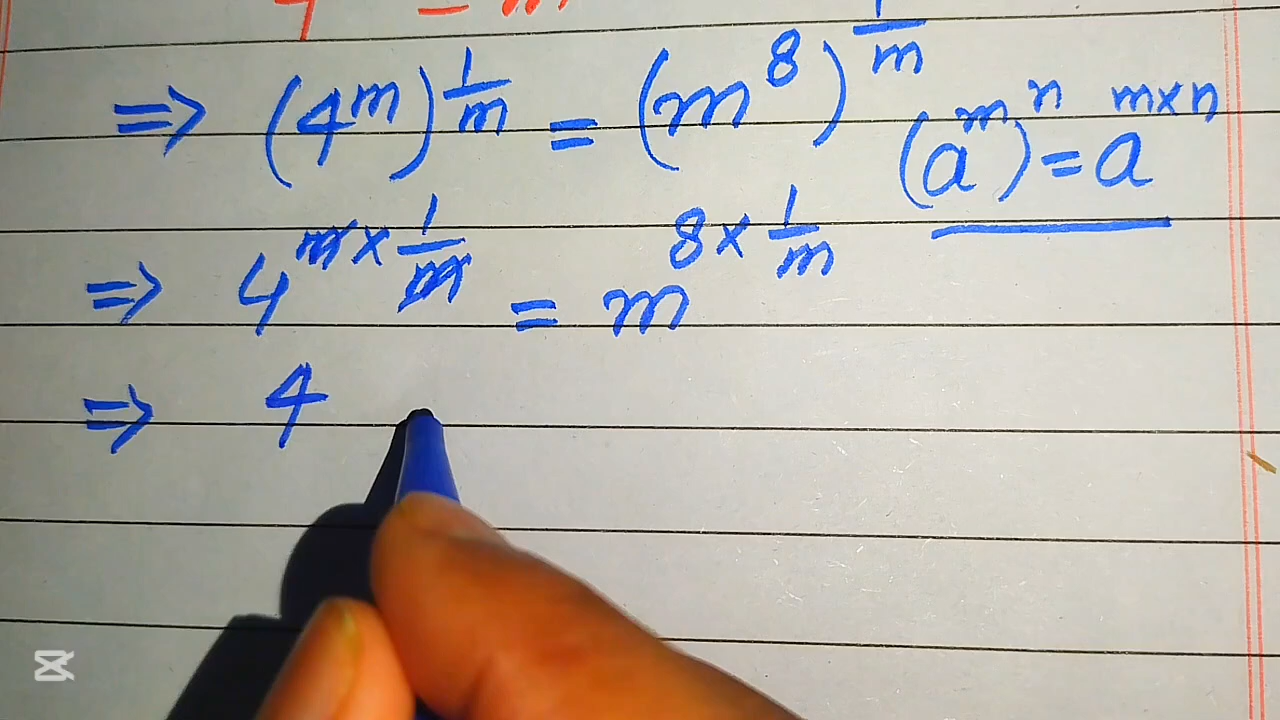 ⇒ (4^m)^(1/m) = (m^8)^(1/m)
(a^m)^n = a^(m×n)
⇒ 4^(m×1/m) = m^(8×1/m)
⇒ 4